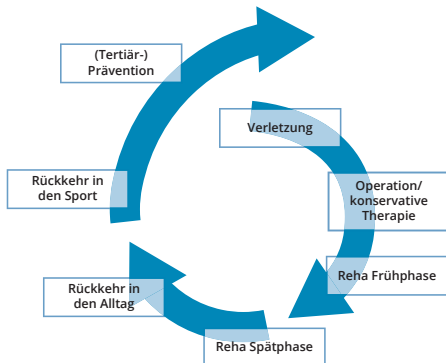 (Tertiär-)
Prävention
Verletzung
Operation/
konservative
Therapie
Reha Frühphase
Reha Spätphase
Rückkehr in
den Alltag
Rückkehr in
den Sport